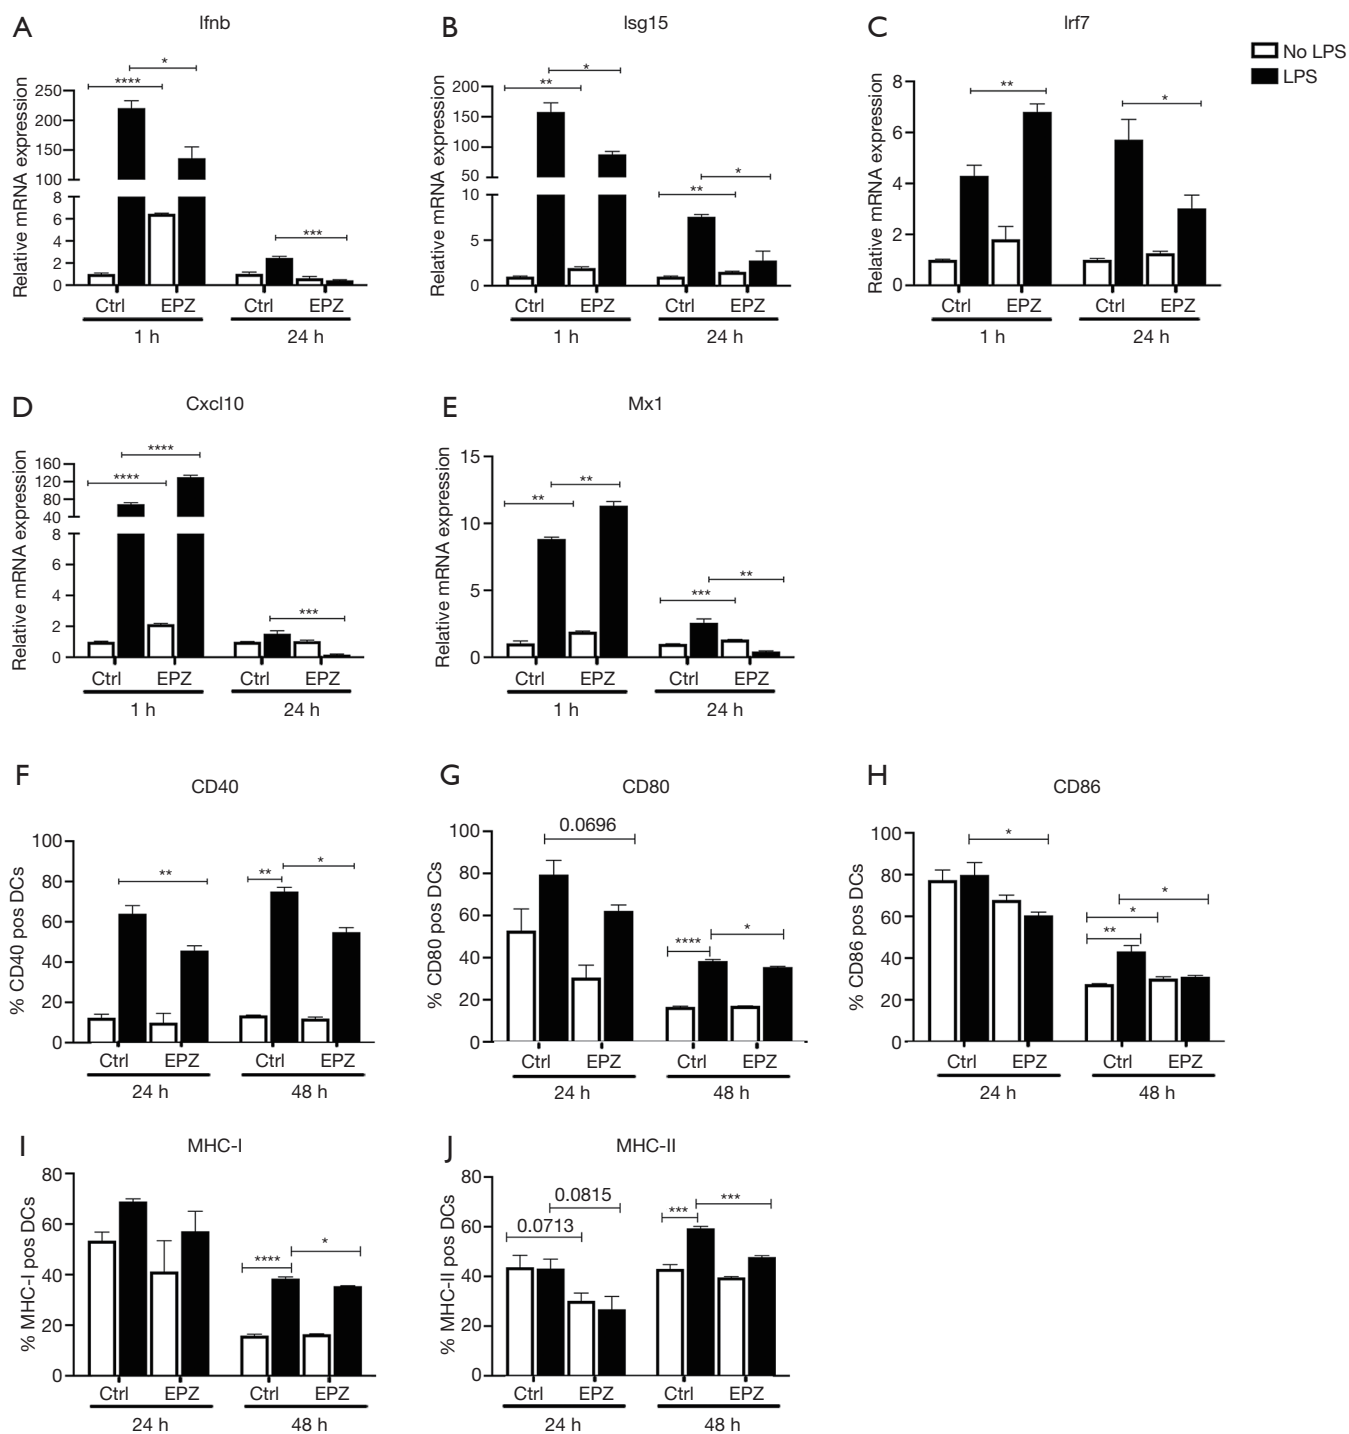 A
Ifnb
Relative mRNA expression
250
200
150
100
8
6
4
2
0
****
*
***
Ctrl EPZ Ctrl EPZ
1 h 24 h
B
Isg15
Relative mRNA expression
200
150
100
50
10
5
0
**
*
**
*
Ctrl EPZ Ctrl EPZ
1 h 24 h
C
Irf7
Relative mRNA expression
8
6
4
2
0
**
*
Ctrl EPZ Ctrl EPZ
1 h 24 h
No LPS
LPS
D
Cxcl10
Relative mRNA expression
160
120
80
40
8
6
4
2
0
****
****
***
Ctrl EPZ Ctrl EPZ
1 h 24 h
E
Mx1
Relative mRNA expression
15
10
5
0
**
**
***
**
Ctrl EPZ Ctrl EPZ
1 h 24 h
F
CD40
% CD40 pos DCs
100
80
60
40
20
0
**
**
*
Ctrl EPZ Ctrl EPZ
24 h 48 h
G
CD80
% CD80 pos DCs
100
80
60
40
20
0
0.0696
****
*
Ctrl EPZ Ctrl EPZ
24 h 48 h
H
CD86
% CD86 pos DCs
100
80
60
40
20
0
*
**
*
*
Ctrl EPZ Ctrl EPZ
24 h 48 h
I
MHC-I
% MHC-I pos DCs
80
60
40
20
0
****
*
Ctrl EPZ Ctrl EPZ
24 h 48 h
J
MHC-II
% MHC-II pos DCs
80
60
40
20
0
0.0713
0.0815
***
***
Ctrl EPZ Ctrl EPZ
24 h 48 h